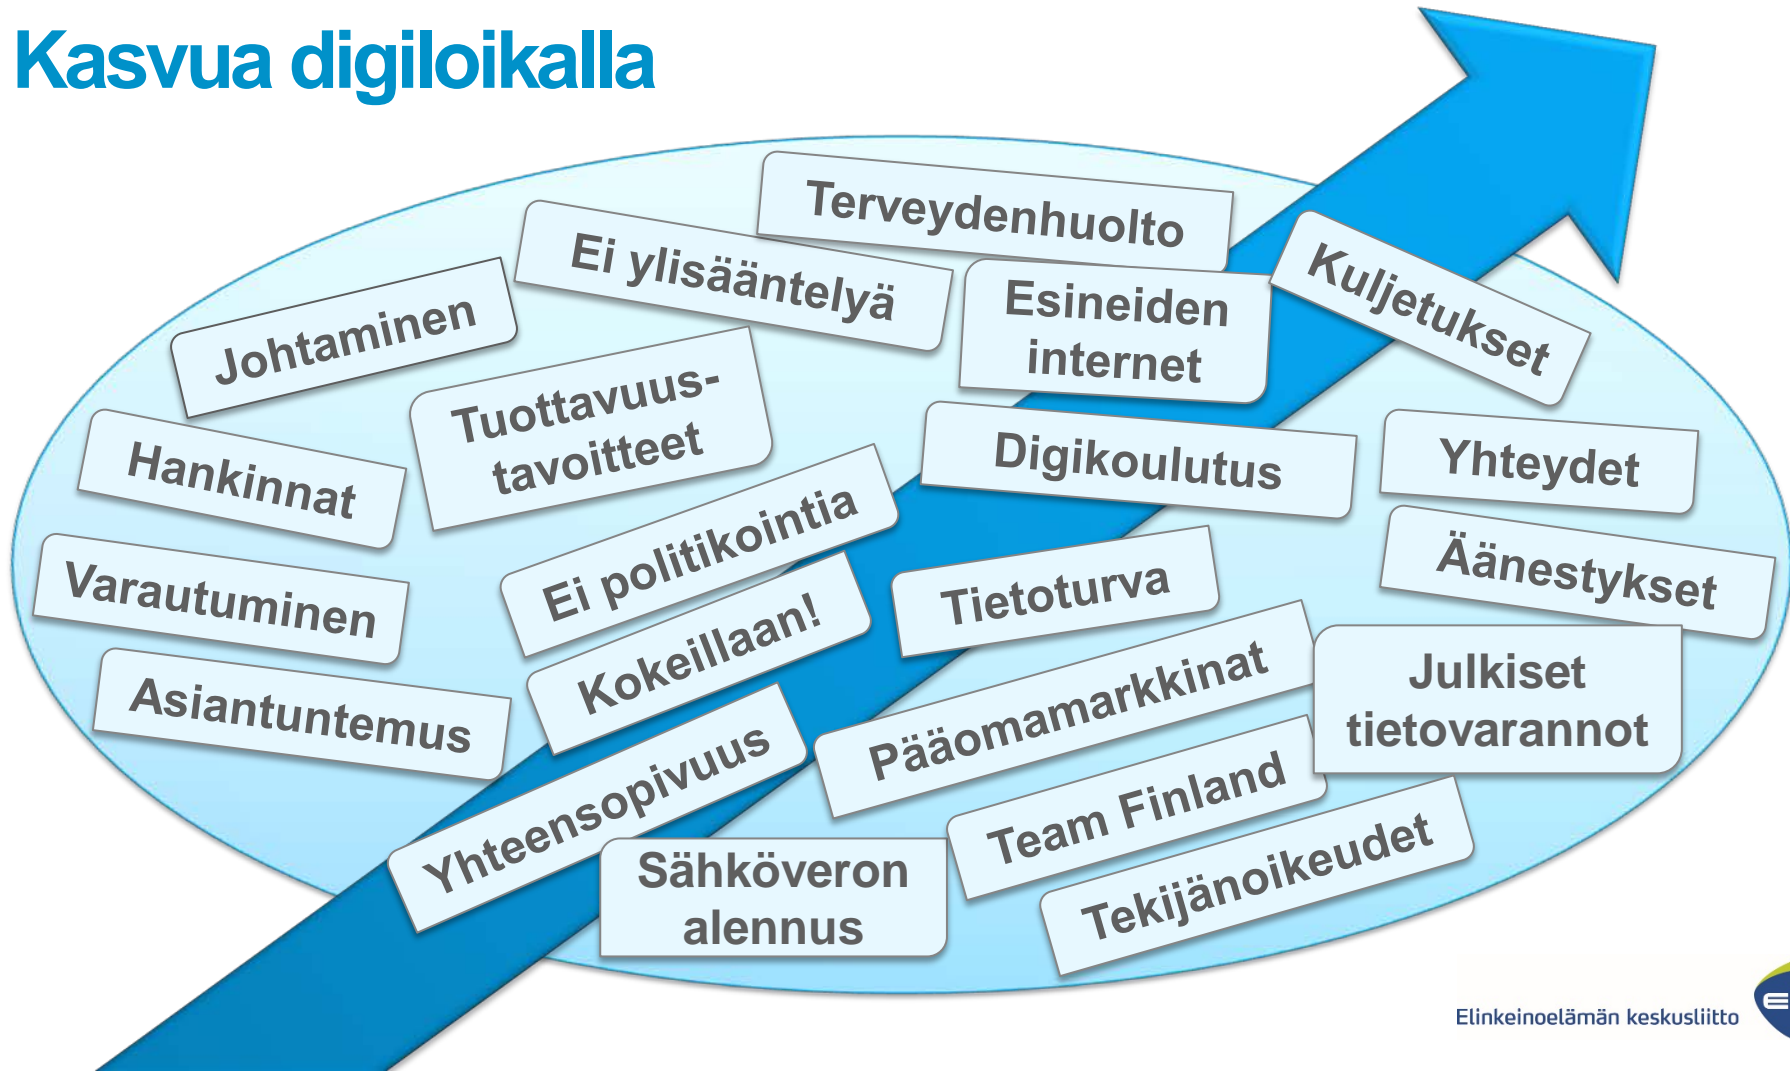 Kasvua digiloikalla
Terveydenhuolto
Ei ylisääntelyä
Kuljetukset
Esineiden
internet
Johtaminen
Tuottavuus-
tavoitteet
Hankinnat
Digikoulutus
Yhteydet
Ei politikointia
Äänestykset
Varautuminen
Tietoturva
Kokeillaan!
Asiantuntemus
Pääomamarkkinat
Julkiset
tietovarannot
Yhteensopivuus
Team Finland
Sähköveron
alennus
Tekijänoikeudet
Elinkeinoelämän keskusliitto